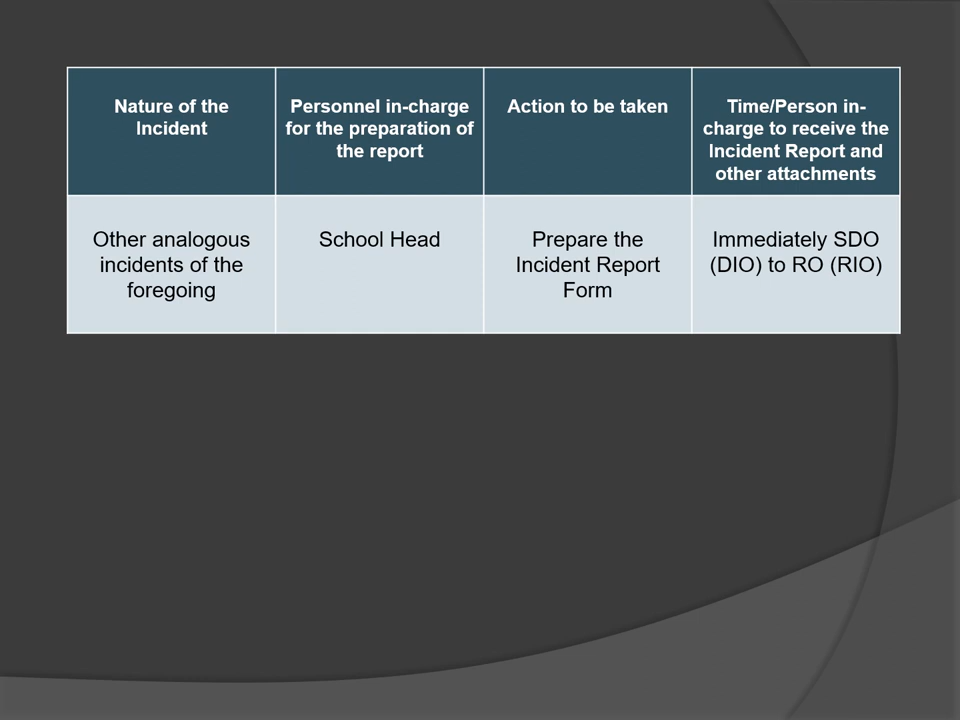 Nature of the
Incident
Personnel in-charge
for the preparation of
the report
Action to be taken
Time/Person in-
charge to receive the
Incident Report and
other attachments
Other analogous
incidents of the
foregoing
School Head
Prepare the
Incident Report
Form
Immediately SDO
(DIO) to RO (RIO)